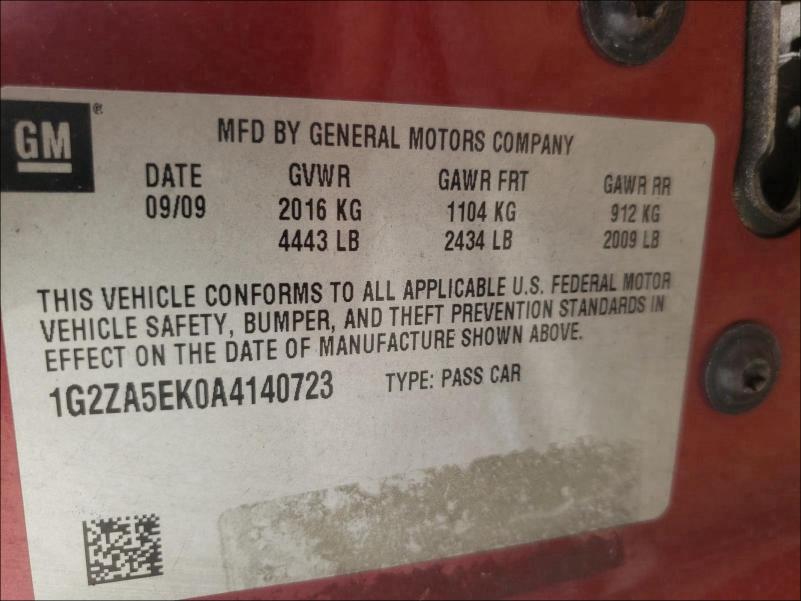 GM ®
MFD BY GENERAL MOTORS COMPANY
DATE GVWR GAWR FRT GAWR RR
09/09 2016 KG 1104 KG 912 KG
4443 LB 2434 LB 2009 LB
THIS VEHICLE CONFORMS TO ALL APPLICABLE U.S. FEDERAL MOTOR
VEHICLE SAFETY, BUMPER, AND THEFT PREVENTION STANDARDS IN
EFFECT ON THE DATE OF MANUFACTURE SHOWN ABOVE.
1G2ZA5EK0A4140723 TYPE: PASS CAR